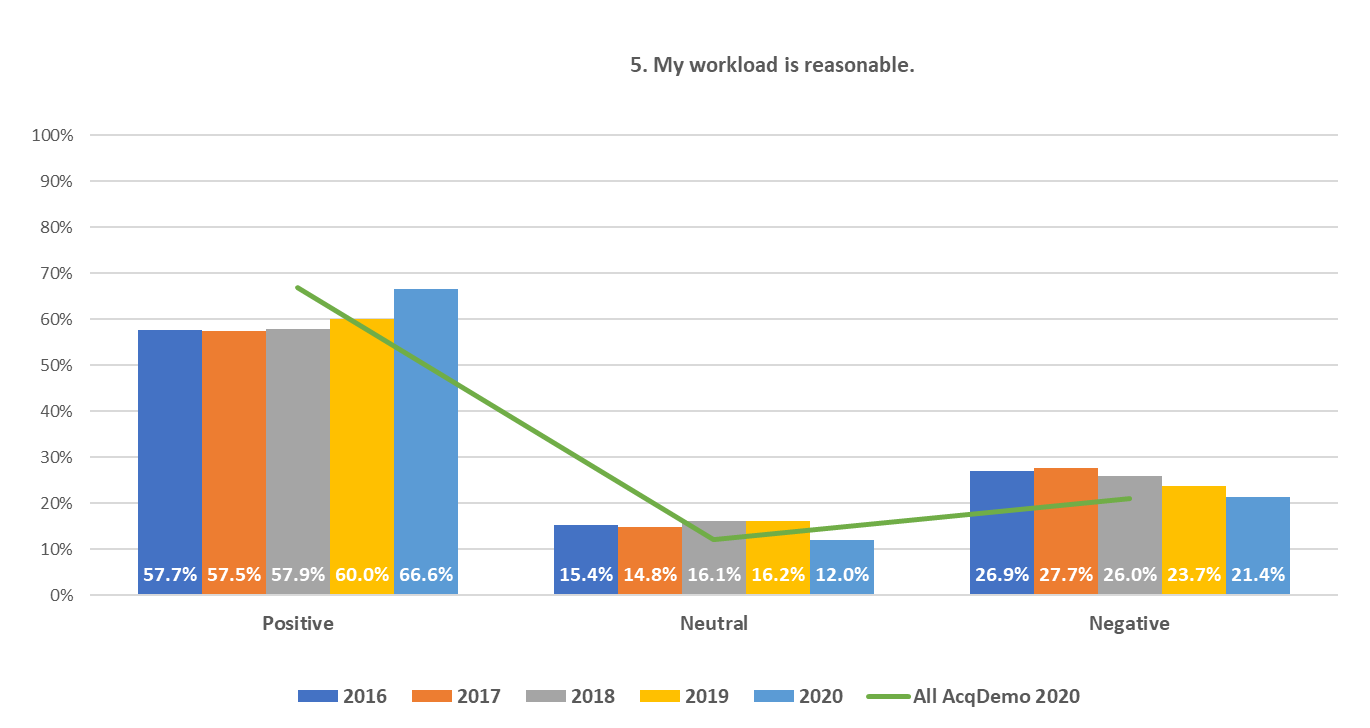 5. My workload is reasonable.
100%
90%
80%
70%
60%
50%
40%
30%
20%
10%
0%
57.7% 57.5% 57.9% 60.0% 66.6% 15.4% 14.8% 16.1% 16.2% 12.0% 26.9% 27.7% 26.0% 23.7% 21.4%
Positive Neutral Negative
2016 2017 2018 2019 2020 All AcqDemo 2020